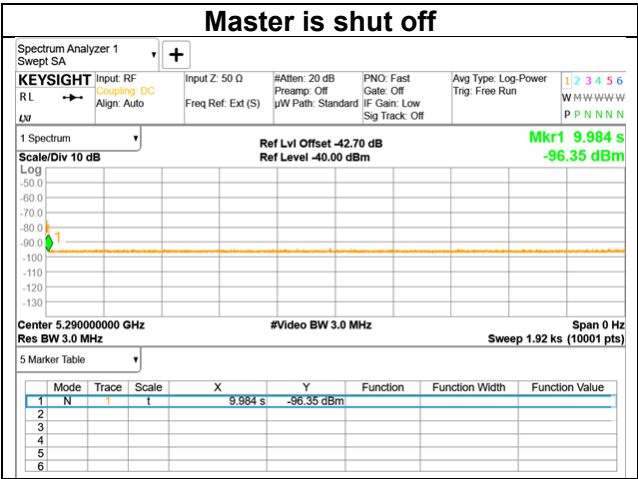 Master is shut off
Spectrum Analyzer 1
Swept SA
▼
+
KEYSIGHT
RL
LXI
Input: RF
Coupling: DC
Align: Auto
Input Z: 50 Ω
Freq Ref: Ext (S)
#Atten: 20 dB
Preamp: Off
µW Path: Standard
PNO: Fast
Gate: Off
IF Gain: Low
Sig Track: Off
Avg Type: Log-Power
Trig: Free Run
1 2 3 4 5 6
W W W W W W
P P N N N N
1 Spectrum ▼
Scale/Div 10 dB
Ref Lvl Offset -42.70 dB
Ref Level -40.00 dBm
Mkr1 9.984 s
-96.35 dBm
Log
-50.0
-60.0
-70.0
-80.0
-90.0
1
-100
-110
-120
-130
Center 5.290000000 GHz #Video BW 3.0 MHz Span 0 Hz
Res BW 3.0 MHz Sweep 1.92 ks (10001 pts)
5 Marker Table ▼
Mode Trace Scale X Y Function Function Width Function Value
1 N 1 t 9.984 s -96.35 dBm
2
3
4
5
6